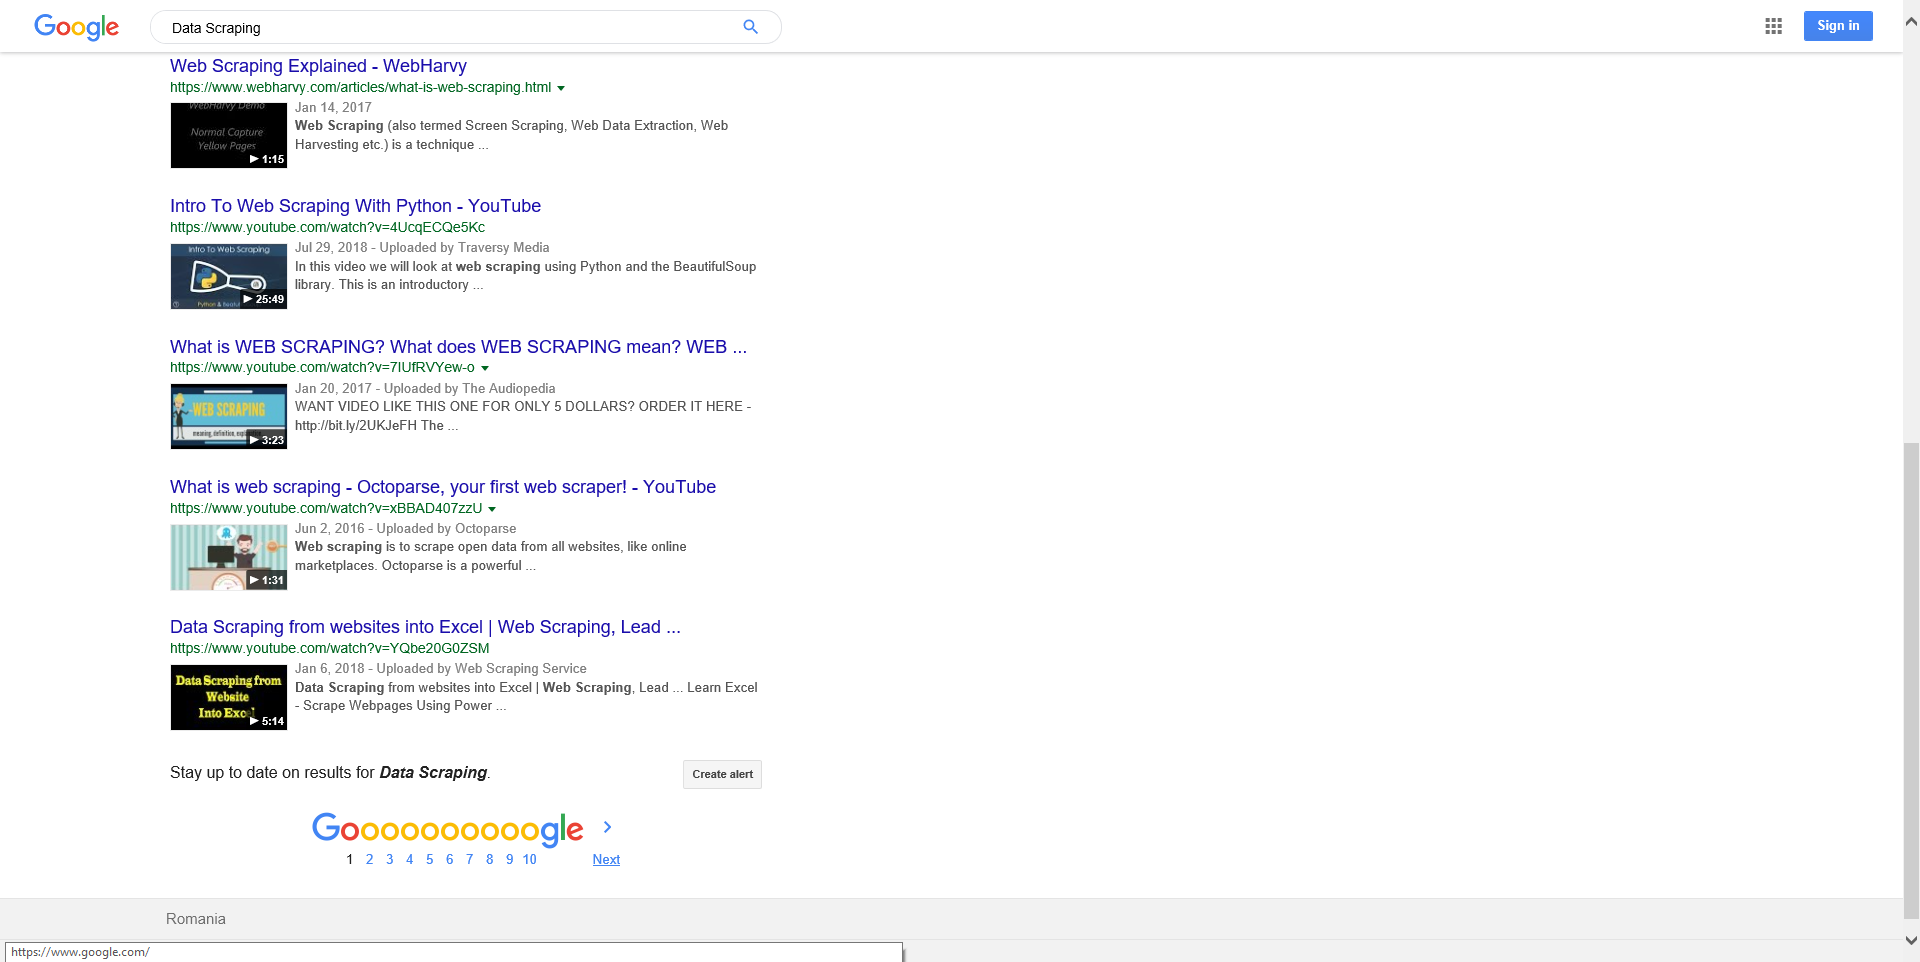 Google
Data Scraping
Sign in
Web Scraping Explained - WebHarvy
https://www.webharvy.com/articles/what-is-web-scraping.html
WebHarvy Demo
Normal Capture
Yellow Pages
1:15
Jan 14, 2017
Web Scraping (also termed Screen Scraping, Web Data Extraction, Web
Harvesting etc.) is a technique ...
Intro To Web Scraping With Python - YouTube
https://www.youtube.com/watch?v=4UcqECQe5Kc
Intro To Web Scraping
25:49
Jul 29, 2018 - Uploaded by Traversy Media
In this video we will look at web scraping using Python and the BeautifulSoup
library. This is an introductory ...
What is WEB SCRAPING? What does WEB SCRAPING mean? WEB ...
https://www.youtube.com/watch?v=7IUfRVYew-o
WEB SCRAPING
meaning, definition,
3:23
Jan 20, 2017 - Uploaded by The Audiopedia
WANT VIDEO LIKE THIS ONE FOR ONLY 5 DOLLARS? ORDER IT HERE -
http://bit.ly/2UKJeFH The ...
What is web scraping - Octoparse, your first web scraper! - YouTube
https://www.youtube.com/watch?v=xBBAD407zzU
1:31
Jun 2, 2016 - Uploaded by Octoparse
Web scraping is to scrape open data from all websites, like online
marketplaces. Octoparse is a powerful ...
Data Scraping from websites into Excel | Web Scraping, Lead ...
https://www.youtube.com/watch?v=YQbe20G0ZSM
Data Scraping from
Website
Into Excel
5:14
Jan 6, 2018 - Uploaded by Web Scraping Service
Data Scraping from websites into Excel | Web Scraping, Lead ... Learn Excel
- Scrape Webpages Using Power ...
Stay up to date on results for Data Scraping.
Create alert
Goooooooooogle
1 2 3 4 5 6 7 8 9 10 Next
Romania
https://www.google.com/